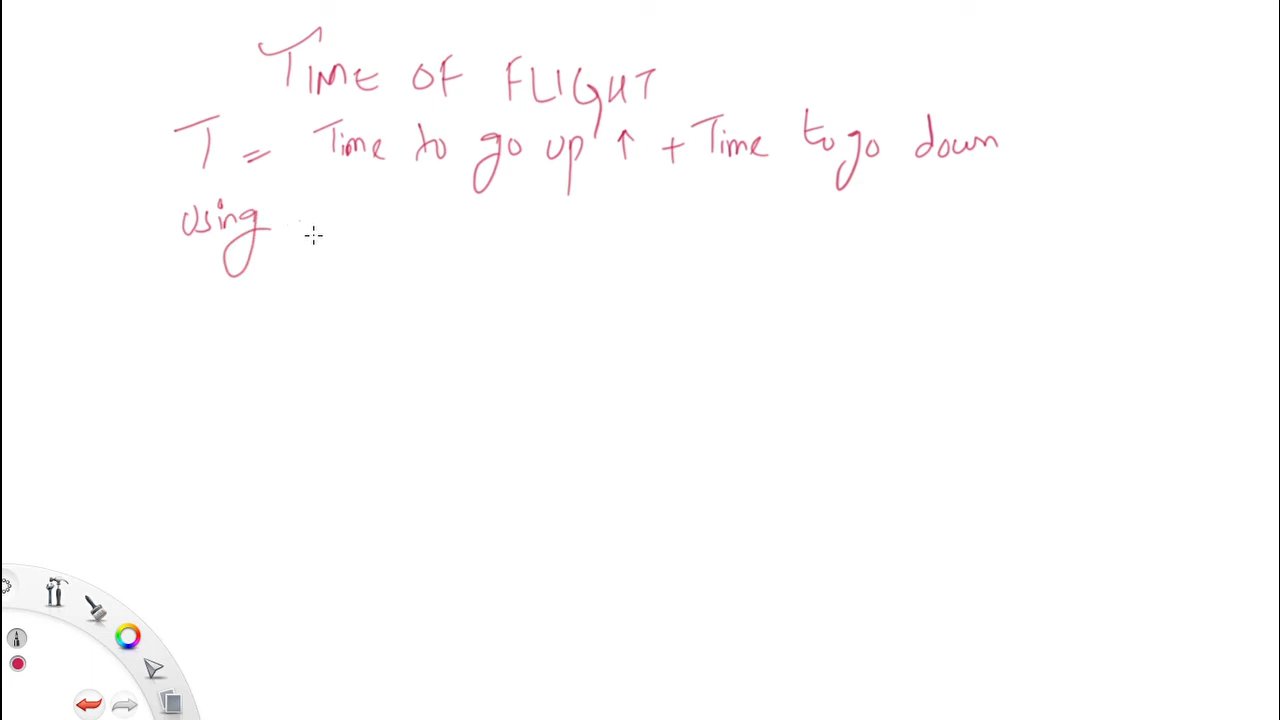 TIME OF FLIGHT
T = Time to go up ↑ + Time to go down
using